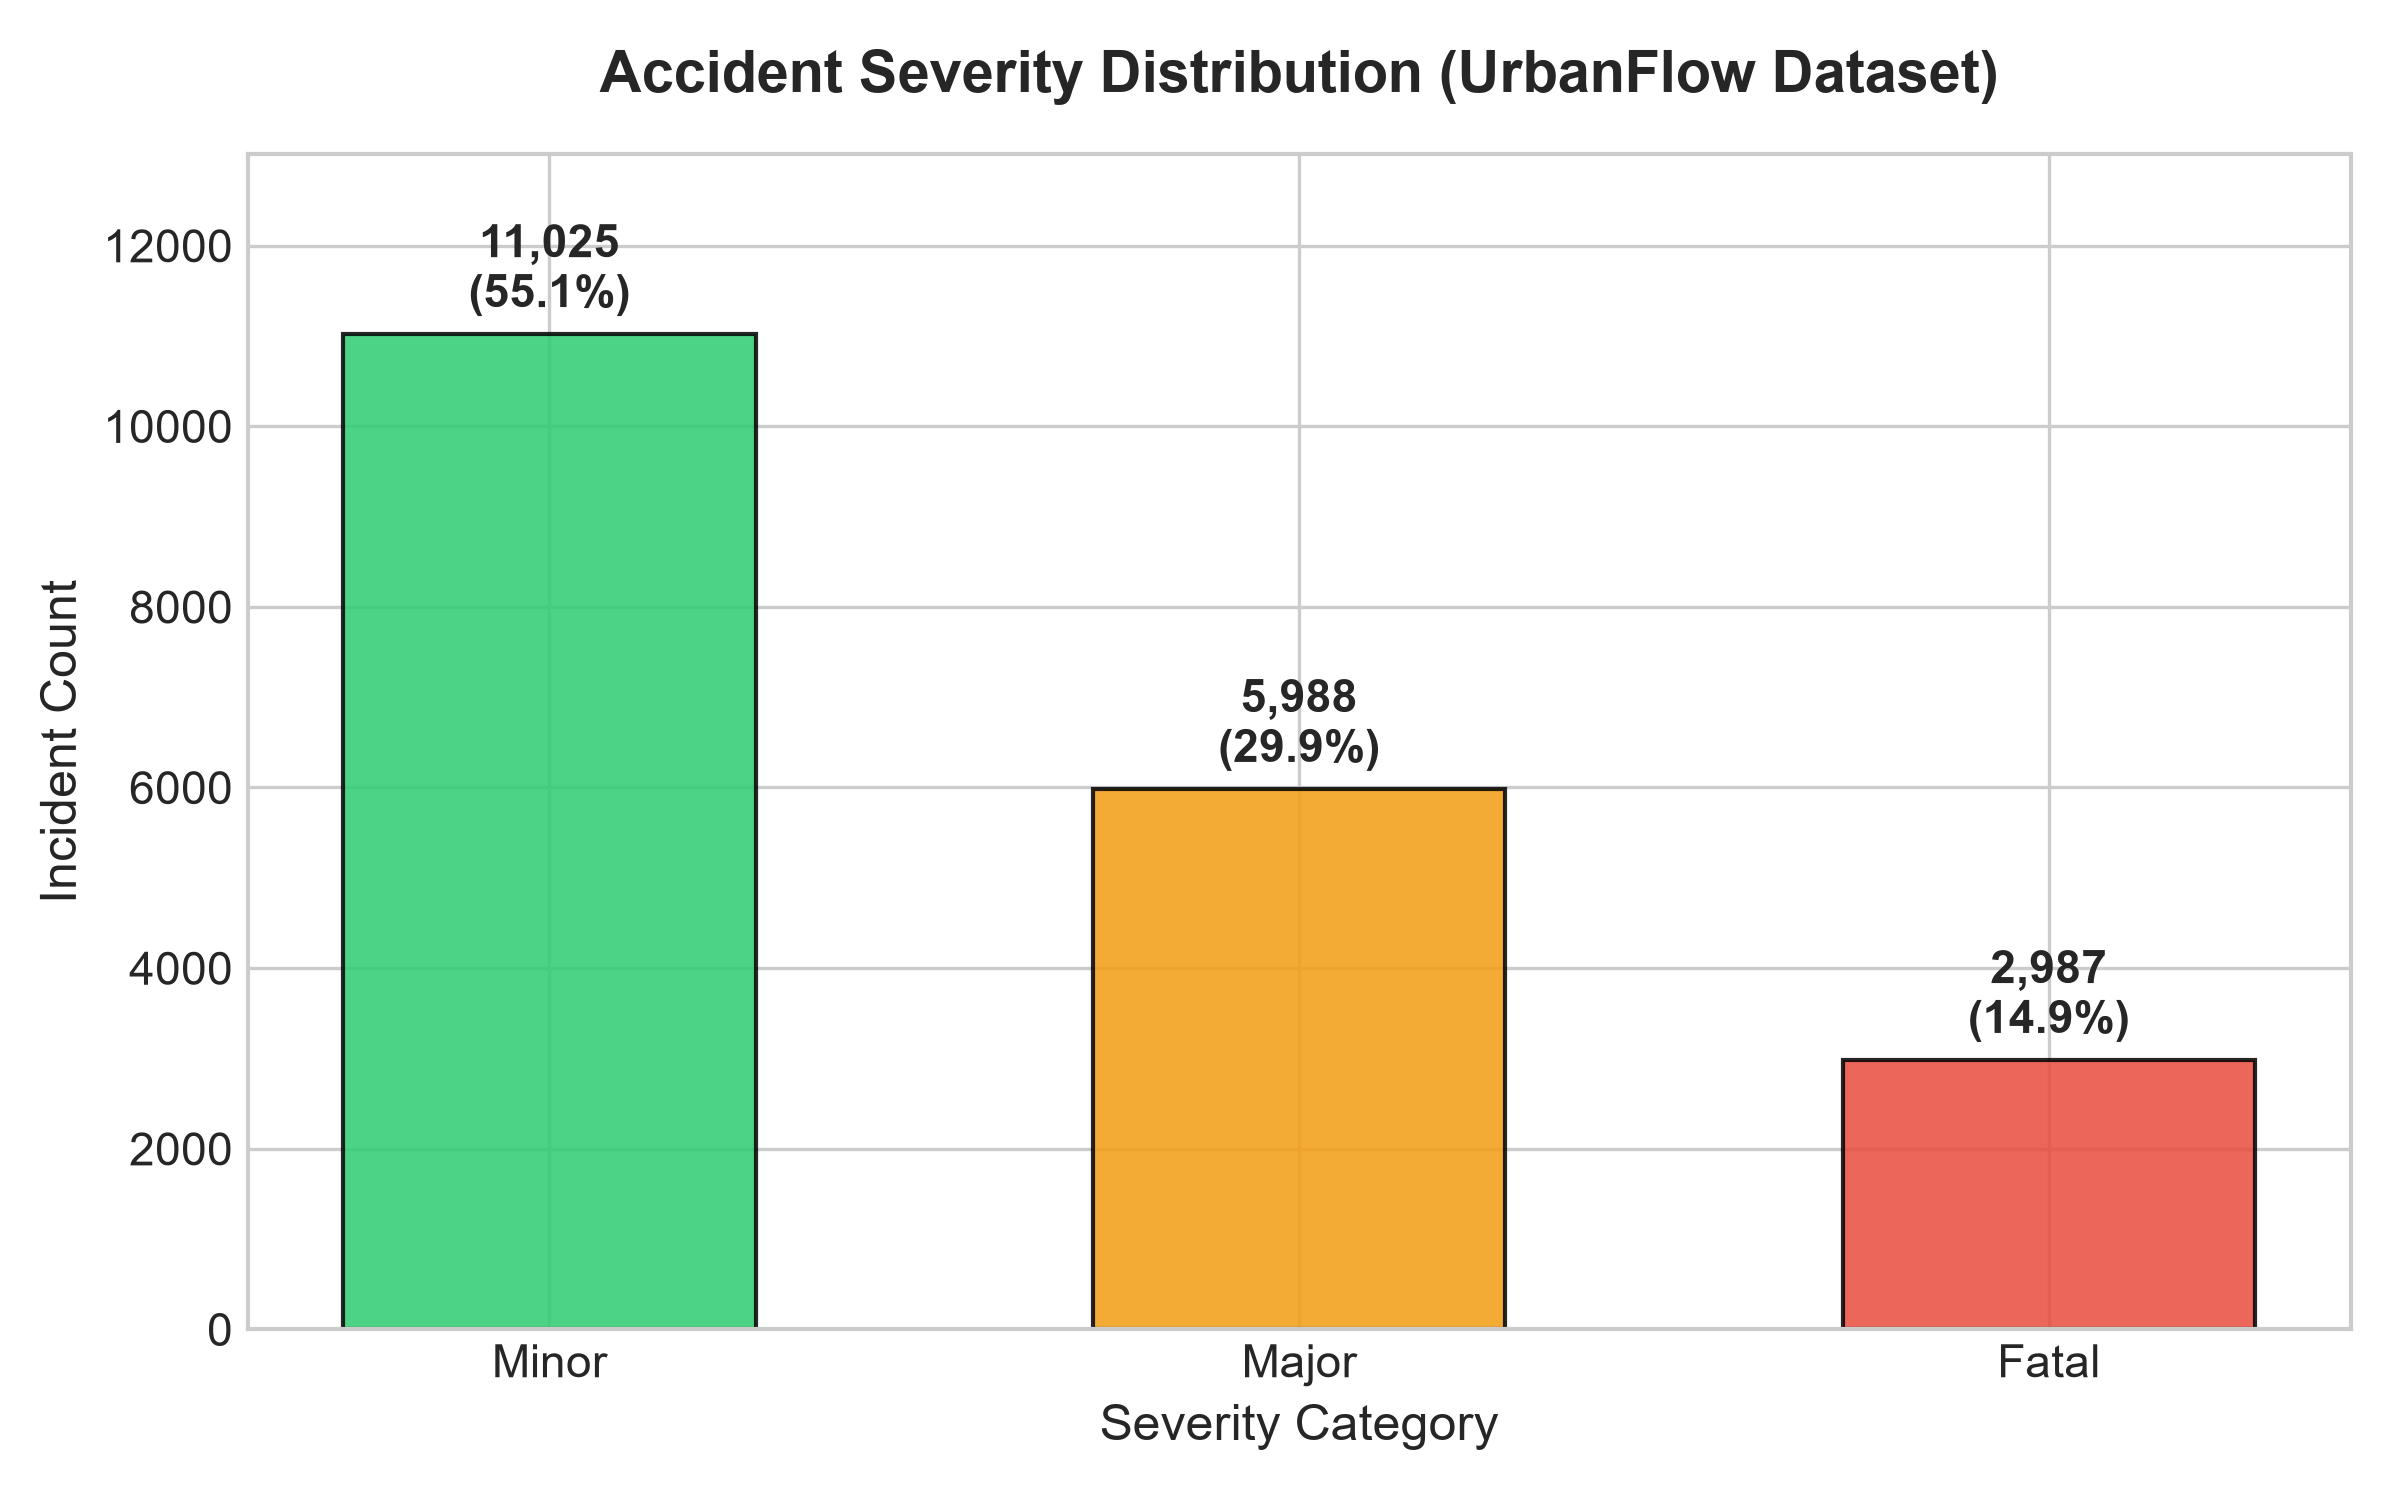 Accident Severity Distribution (UrbanFlow Dataset)
12000
10000
8000
6000
4000
2000
0
Incident Count
11,025
(55.1%)
5,988
(29.9%)
2,987
(14.9%)
Minor
Major
Fatal
Severity Category